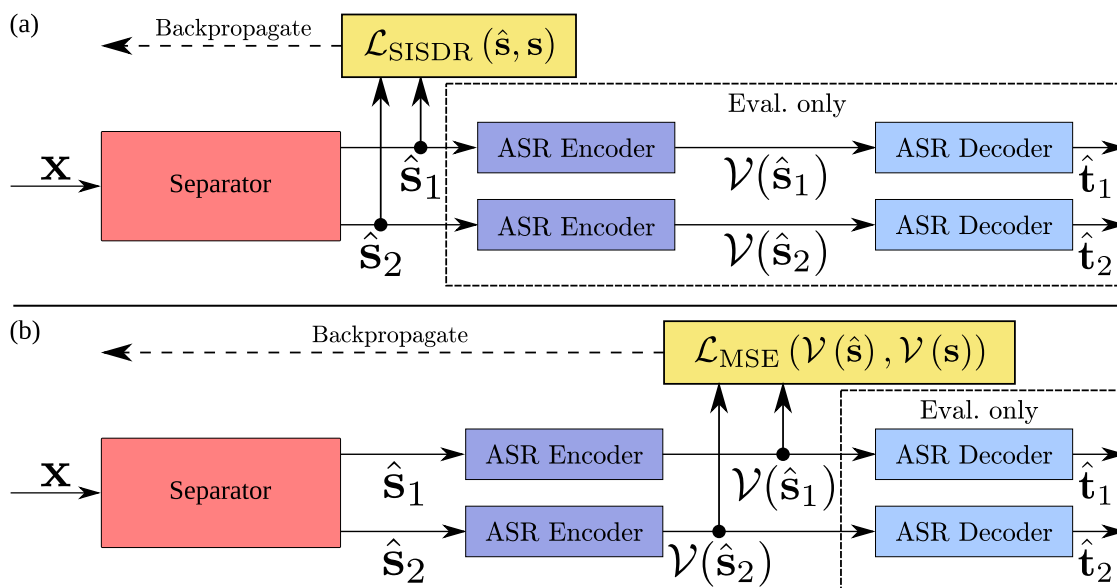 (a)
Backpropagate
ℒ_SISDR (ŝ, s)
Eval. only
x
Separator
ŝ₁
ASR Encoder
𝒱(ŝ₁)
ASR Decoder
t̂₁
ŝ₂
ASR Encoder
𝒱(ŝ₂)
ASR Decoder
t̂₂
(b)
Backpropagate
ℒ_MSE (𝒱(ŝ), 𝒱(s))
Eval. only
x
Separator
ŝ₁
ASR Encoder
𝒱(ŝ₁)
ASR Decoder
t̂₁
ŝ₂
ASR Encoder
𝒱(ŝ₂)
ASR Decoder
t̂₂